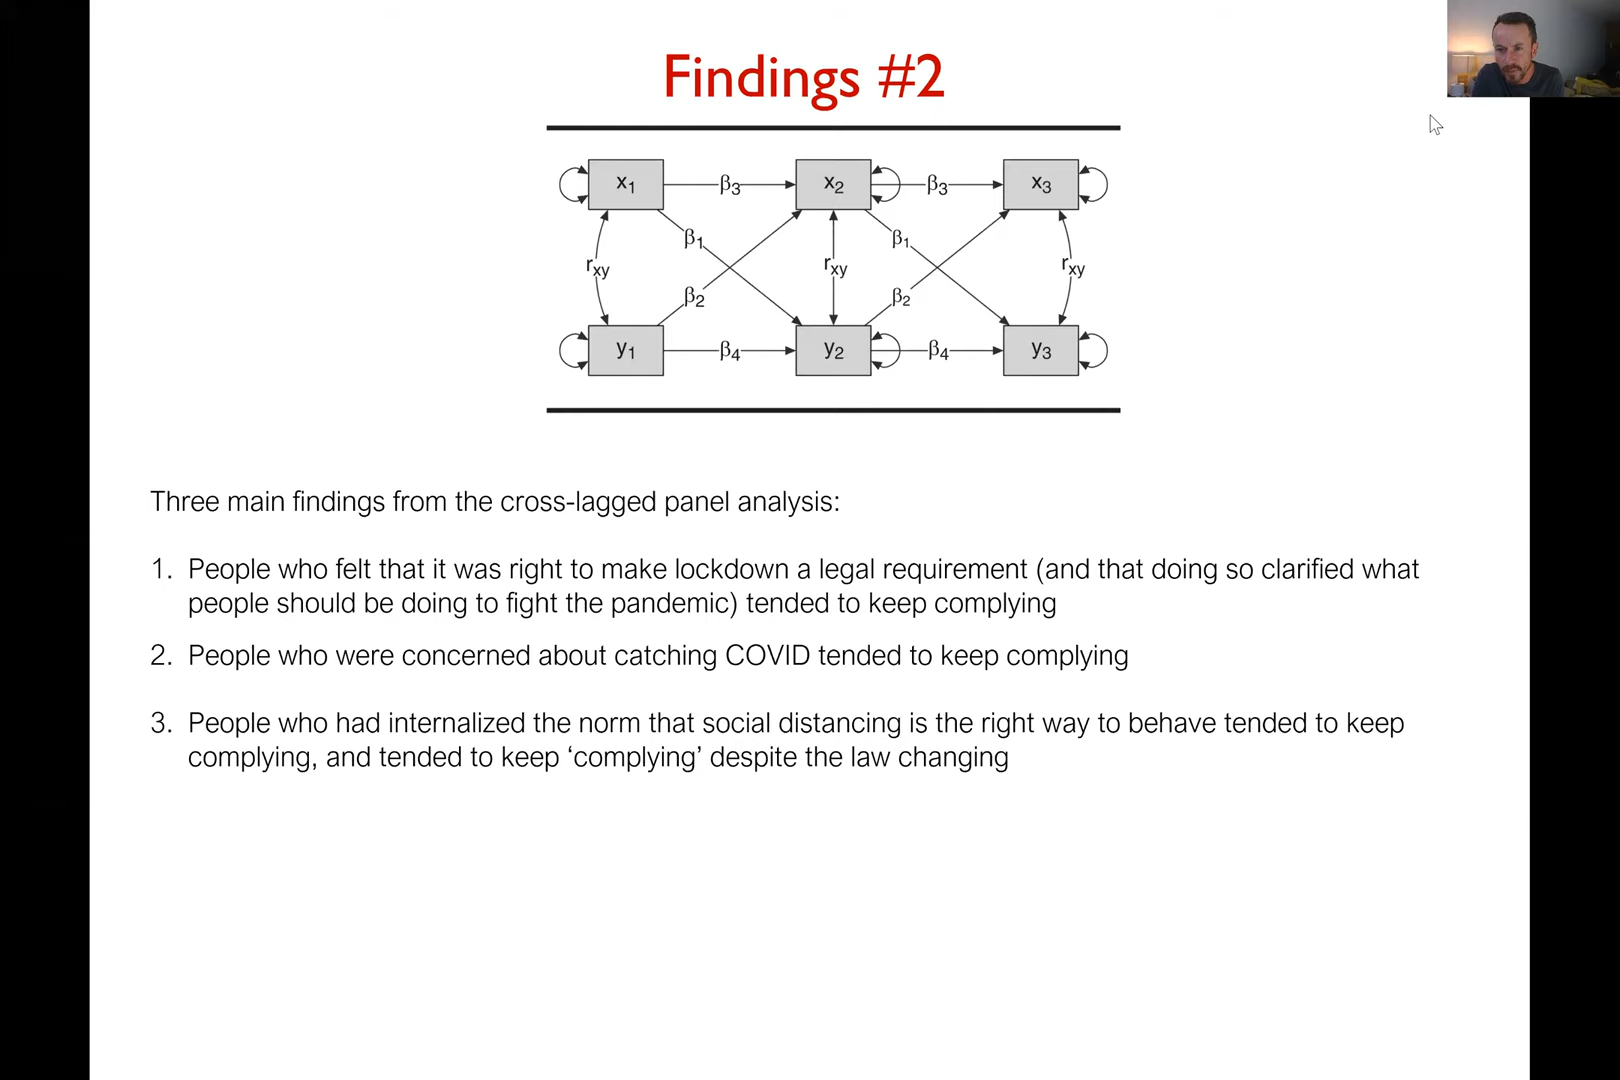 Findings #2
x1 β3 x2 β3 x3
β1 β1
rxy rxy rxy
β2 β2
y1 β4 y2 β4 y3
Three main findings from the cross-lagged panel analysis:
1. People who felt that it was right to make lockdown a legal requirement (and that doing so clarified what
people should be doing to fight the pandemic) tended to keep complying
2. People who were concerned about catching COVID tended to keep complying
3. People who had internalized the norm that social distancing is the right way to behave tended to keep
complying, and tended to keep ‘complying’ despite the law changing